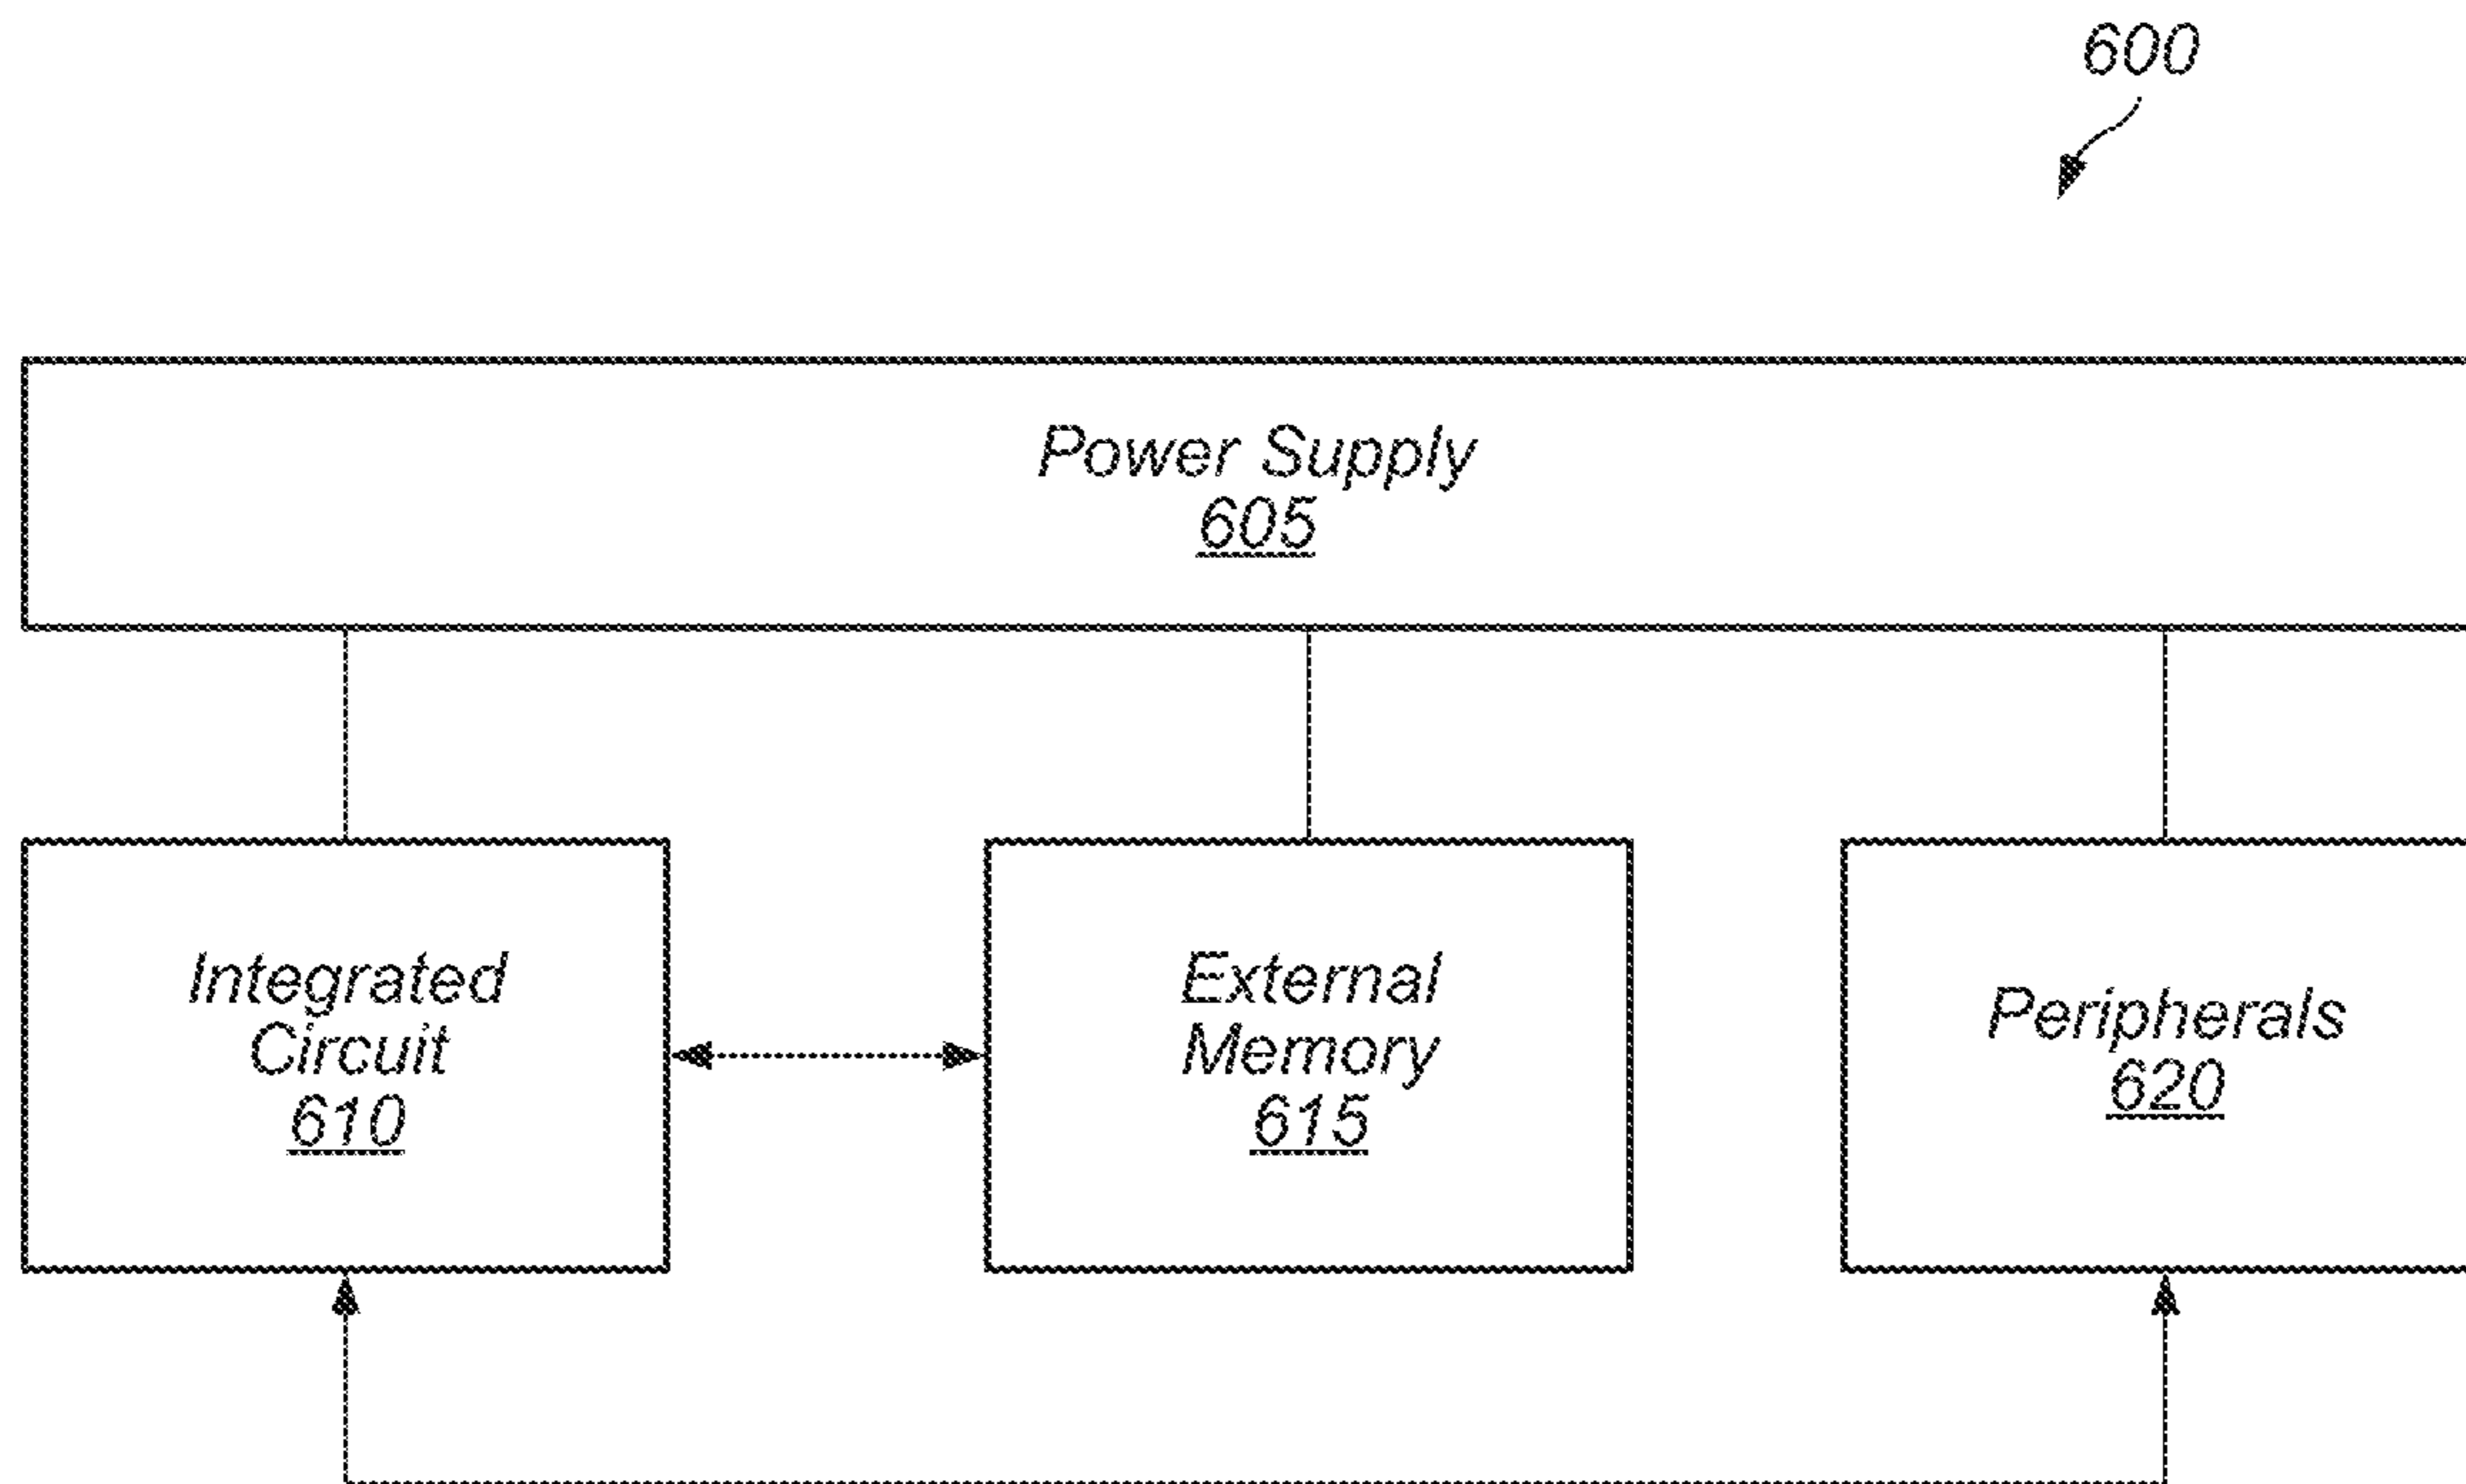 600
Power Supply
605
Integrated
Circuit
610
External
Memory
615
Peripherals
620